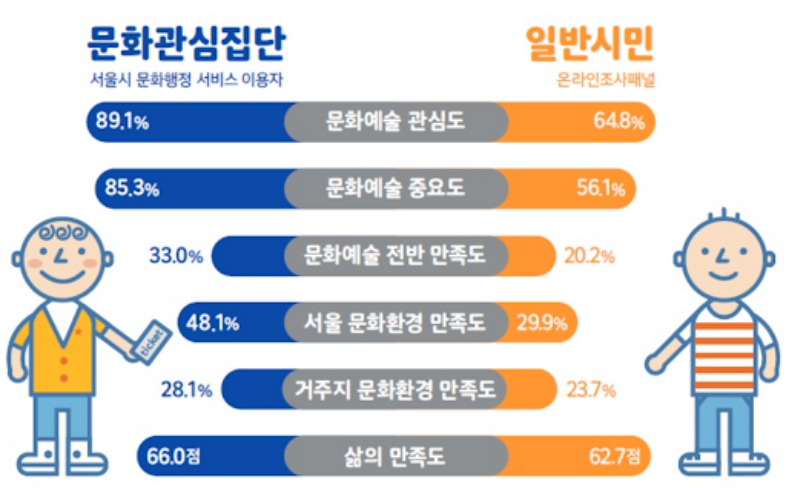 문화관심집단 일반시민
서울시 문화행정 서비스 이용자 온라인조사패널
89.1% 문화예술 관심도 64.8%
85.3% 문화예술 중요도 56.1%
33.0% 문화예술 전반 만족도 20.2%
48.1% 서울 문화환경 만족도 29.9%
ticket
28.1% 거주지 문화환경 만족도 23.7%
66.0점 삶의 만족도 62.7점